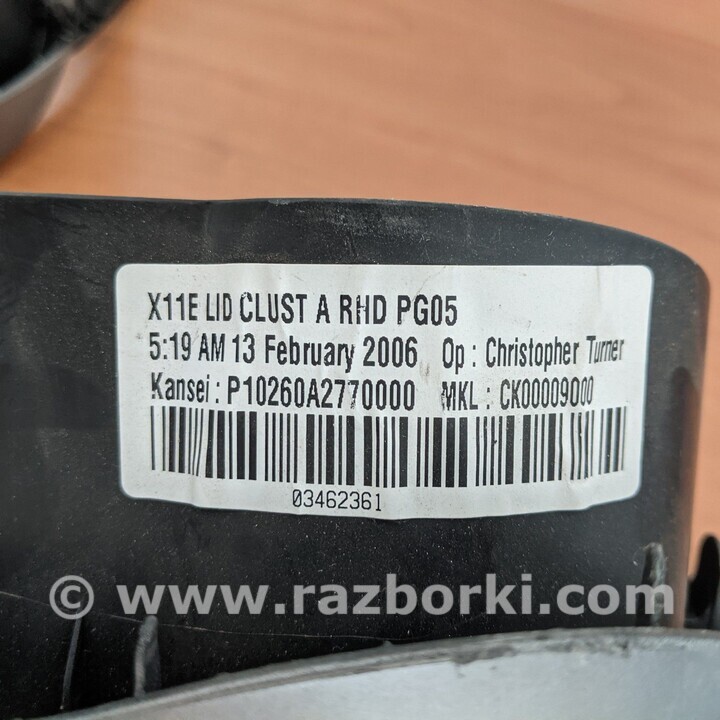 X11E LID CLUST A RHD PG05
5:19 AM 13 February 2006 Op : Christopher Turner
Kansei : P10260A2770000 MKL : CK00009000
03462361
© www.razborki.com